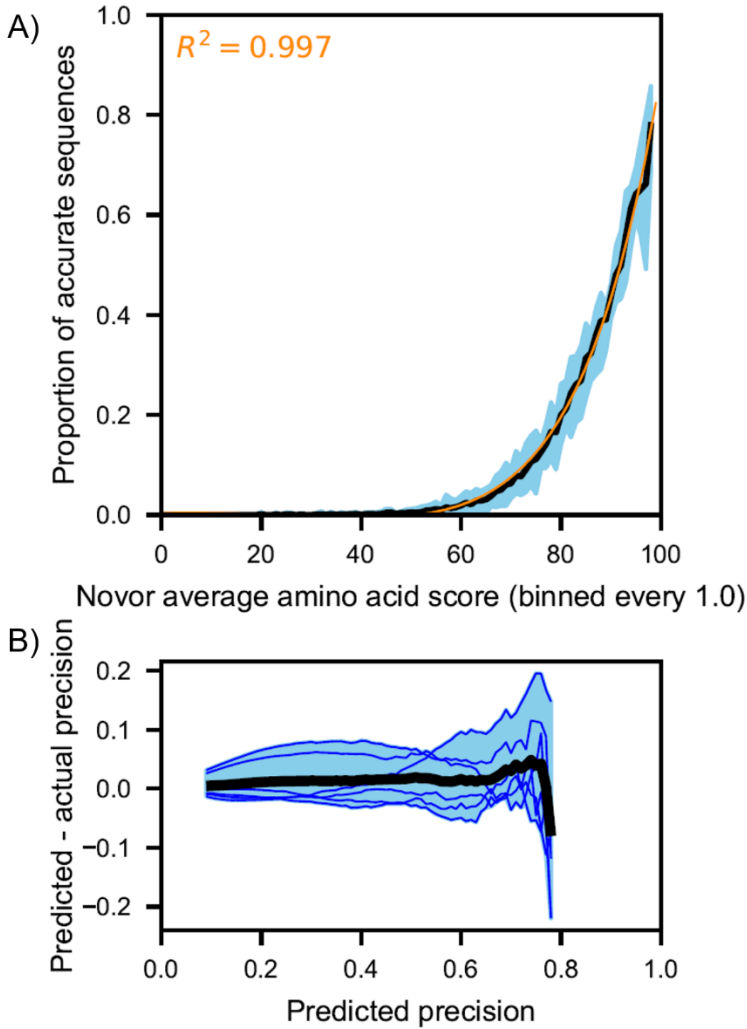 A)
R² = 0.997
Proportion of accurate sequences
1.0
0.8
0.6
0.4
0.2
0.0
0 20 40 60 80 100
Novor average amino acid score (binned every 1.0)
B)
Predicted - actual precision
0.2
0.1
0.0
−0.1
−0.2
0.0 0.2 0.4 0.6 0.8 1.0
Predicted precision